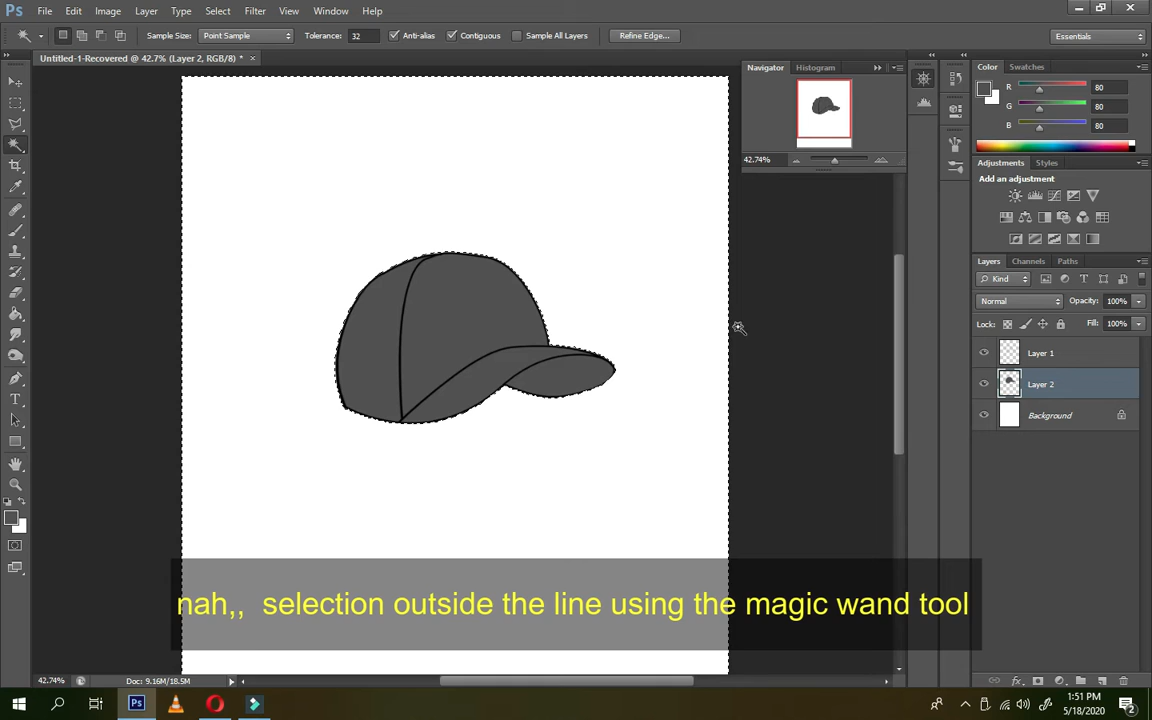 Ps File Edit Image Layer Type Select Filter View Window Help
Sample Size: Point Sample Tolerance: 32 Anti-alias Contiguous Sample All Layers Refine Edge... Essentials
Untitled-1-Recovered @ 42.7% (Layer 2, RGB/8) * ×
Navigator Histogram
42.74%
Color Swatches
R 80
G 80
B 80
Adjustments Styles
Add an adjustment
Layers Channels Paths
Kind
Normal Opacity: 100%
Lock: Fill: 100%
Layer 1
Layer 2
Background
nah,, selection outside the line using the magic wand tool
42.74% Doc: 9.16M/18.5M
Ps 1:51 PM
5/18/2020 2